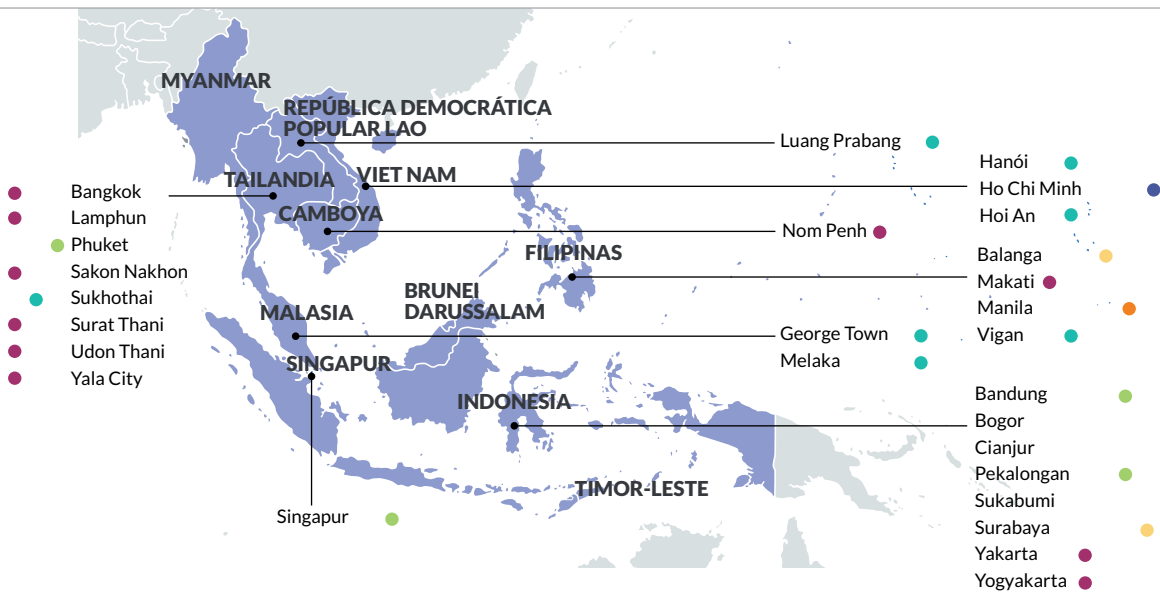 MYANMAR
REPÚBLICA DEMOCRÁTICA
POPULAR LAO
TAILANDIA
VIET NAM
CAMBOYA
FILIPINAS
BRUNEI
DARUSSALAM
MALASIA
SINGAPUR
INDONESIA
TIMOR-LESTE
Bangkok
Lamphun
Phuket
Sakon Nakhon
Sukhothai
Surat Thani
Udon Thani
Yala City
Singapur
Luang Prabang
Nom Penh
George Town
Melaka
Hanói
Ho Chi Minh
Hoi An
Balanga
Makati
Manila
Vigan
Bandung
Bogor
Cianjur
Pekalongan
Sukabumi
Surabaya
Yakarta
Yogyakarta